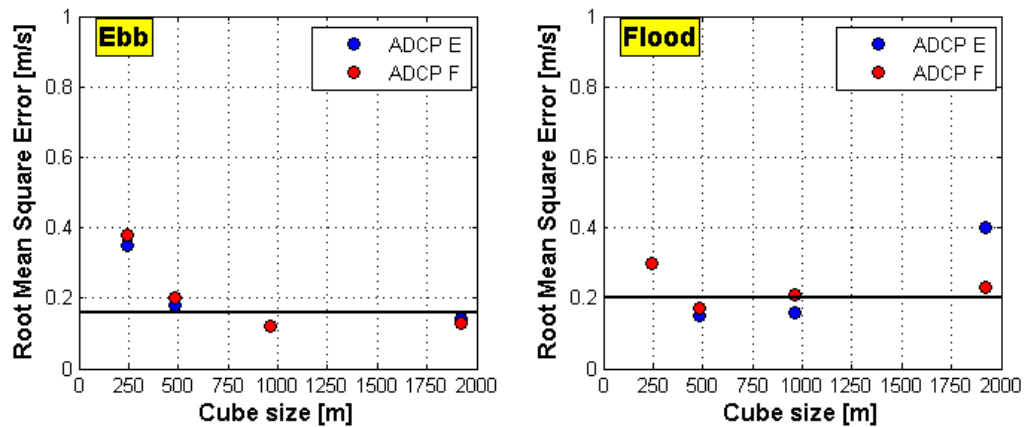 Ebb
ADCP E
ADCP F
1
0.8
0.6
0.4
0.2
0
0 250 500 750 1000 1250 1500 1750 2000
Root Mean Square Error [m/s]
Cube size [m]
Flood
ADCP E
ADCP F
1
0.8
0.6
0.4
0.2
0
0 250 500 750 1000 1250 1500 1750 2000
Root Mean Square Error [m/s]
Cube size [m]